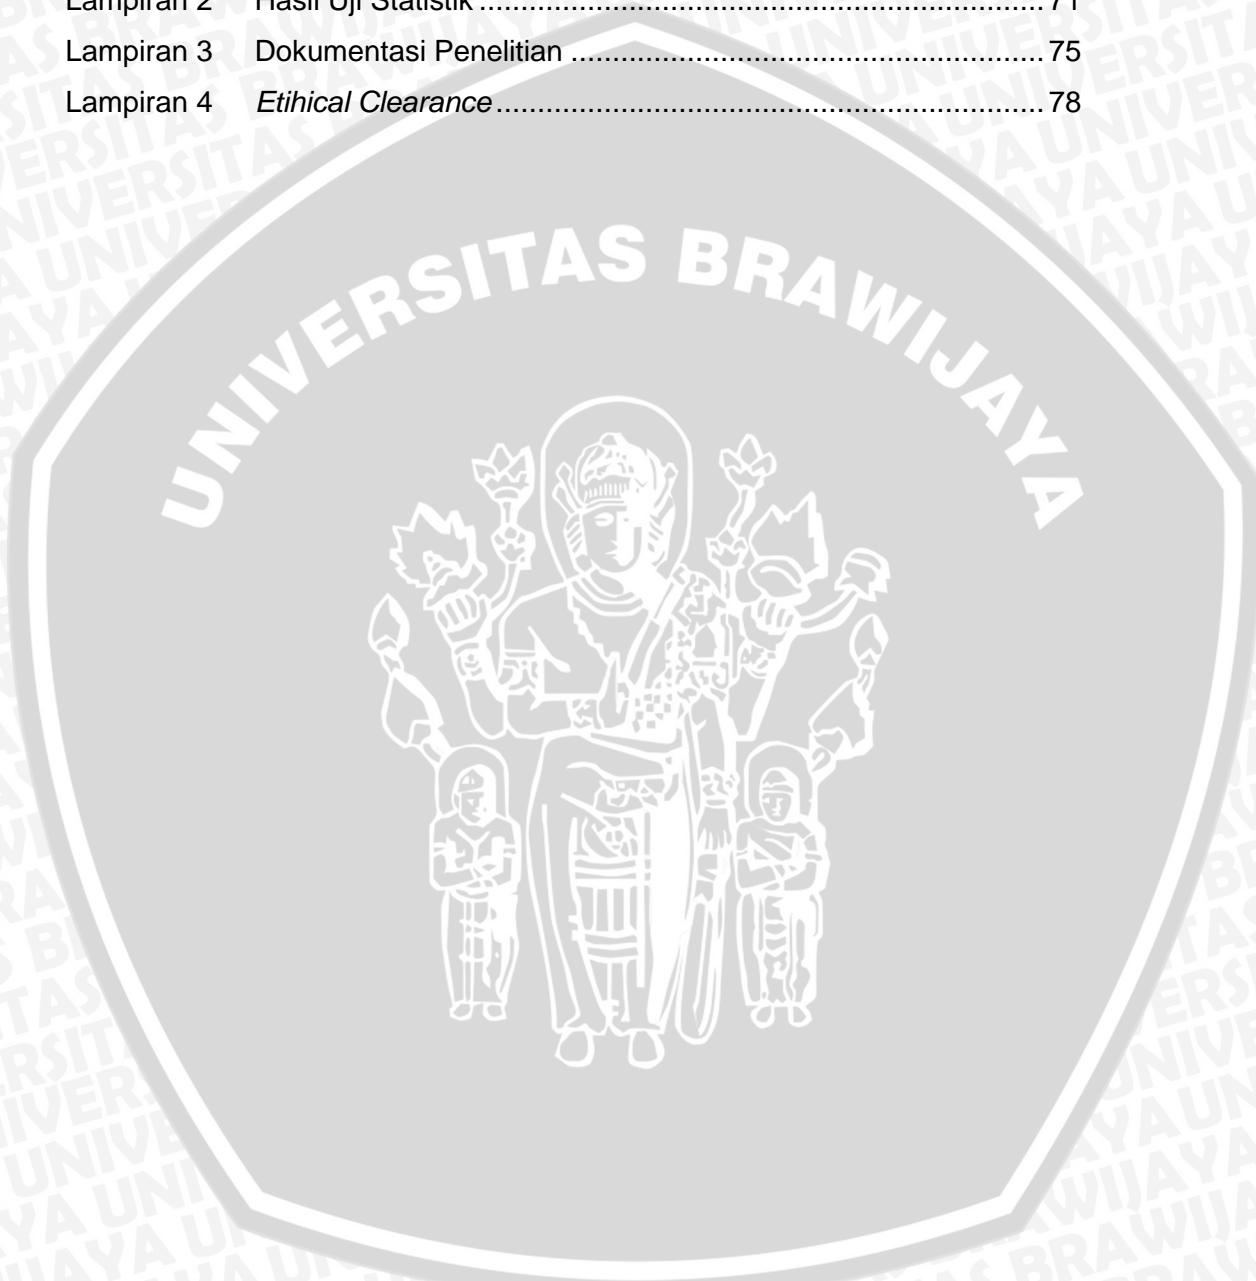 Lampiran 2 Hasil Uji Statistik ........................................................................ 71
Lampiran 3 Dokumentasi Penelitian ............................................................ 75
Lampiran 4 Etihical Clearance ...................................................................... 78
UNIVERSITAS BRAWIJAYA